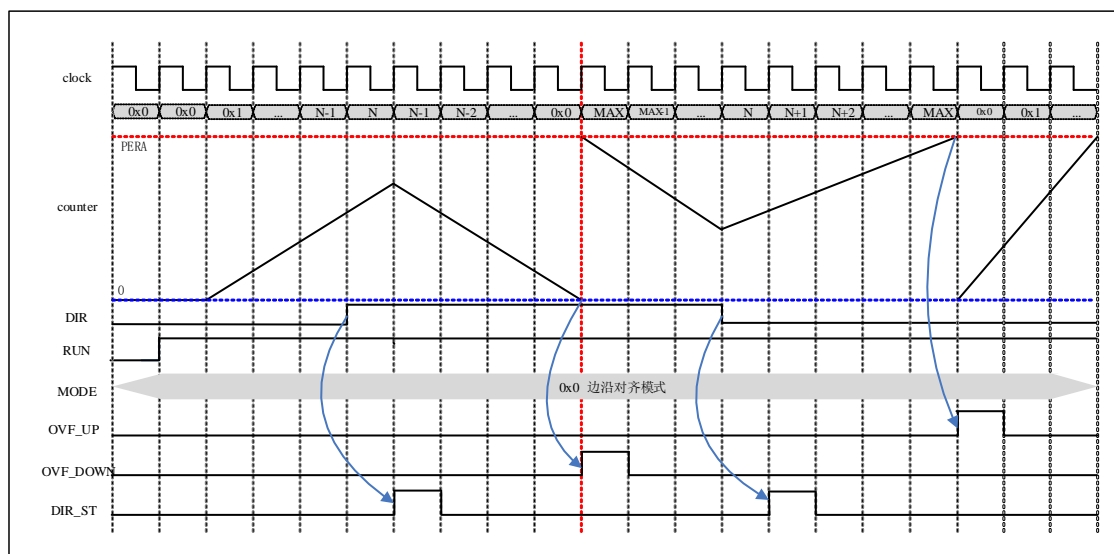 clock
0x0 0x0 0x1 ... N-1 N N-1 N-2 ... 0x0 MAX MAX-1 ... N N+1 N+2 ... MAX 0x0 0x1 ...
PERA
counter
0
DIR
RUN
MODE 0x0 边沿对齐模式
OVF_UP
OVF_DOWN
DIR_ST